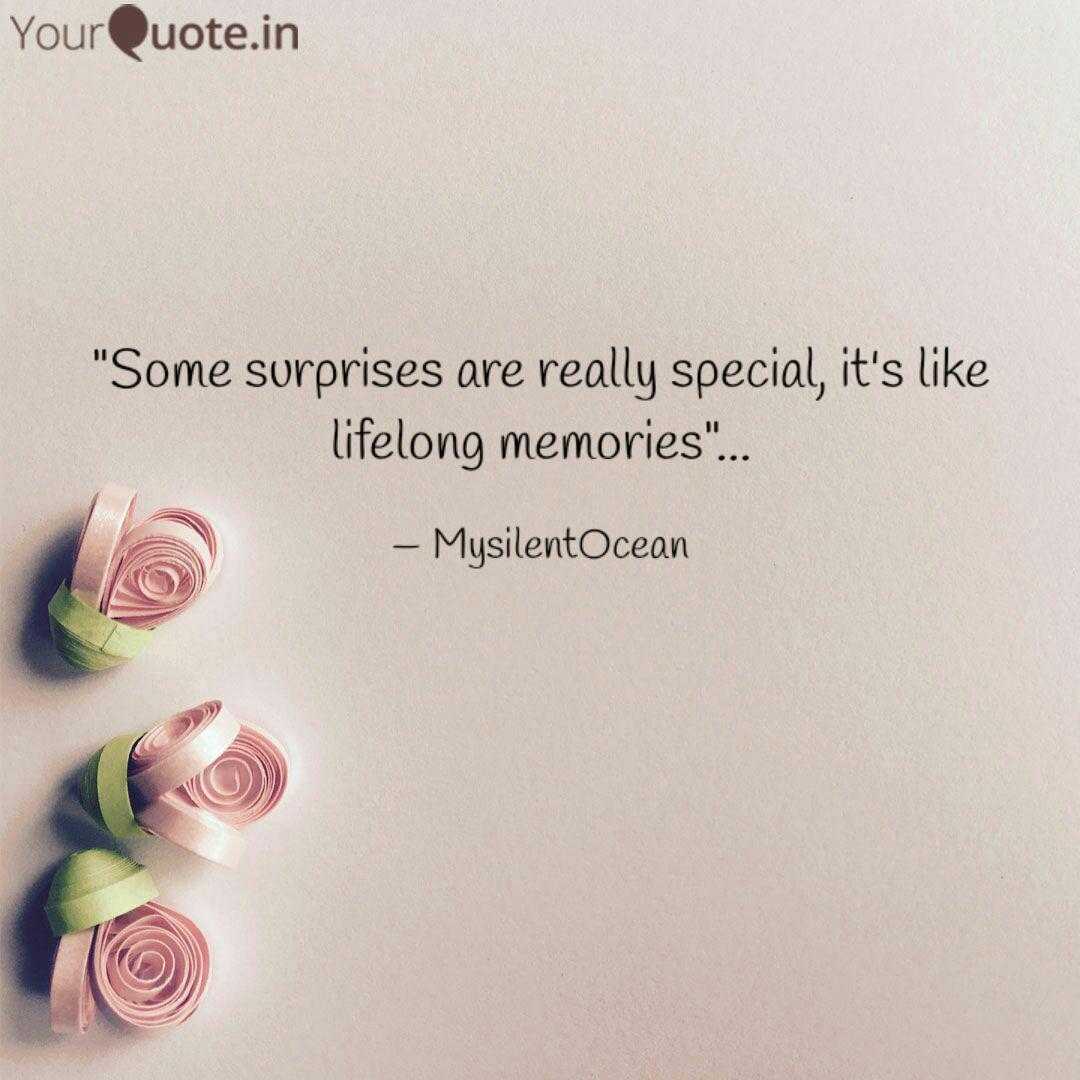 YourQuote.in
"Some surprises are really special, it's like
lifelong memories"...
– MysilentOcean